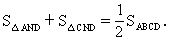 S△AND + S△CND = 1/2 SABCD.